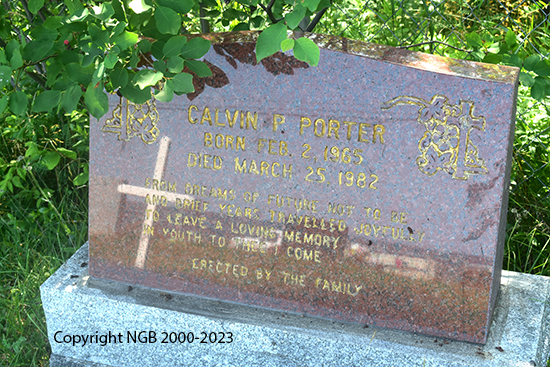 CALVIN P. PORTER
BORN FEB. 2, 1965
DIED MARCH 25, 1982
FROM DREAMS OF FUTURE NOT TO BE
AND BRIEF YEARS TRAVELLED JOYFULLY
TO LEAVE A LOVING MEMORY
IN YOUTH TO THEE I COME
ERECTED BY THE FAMILY
Copyright NGB 2000-2023